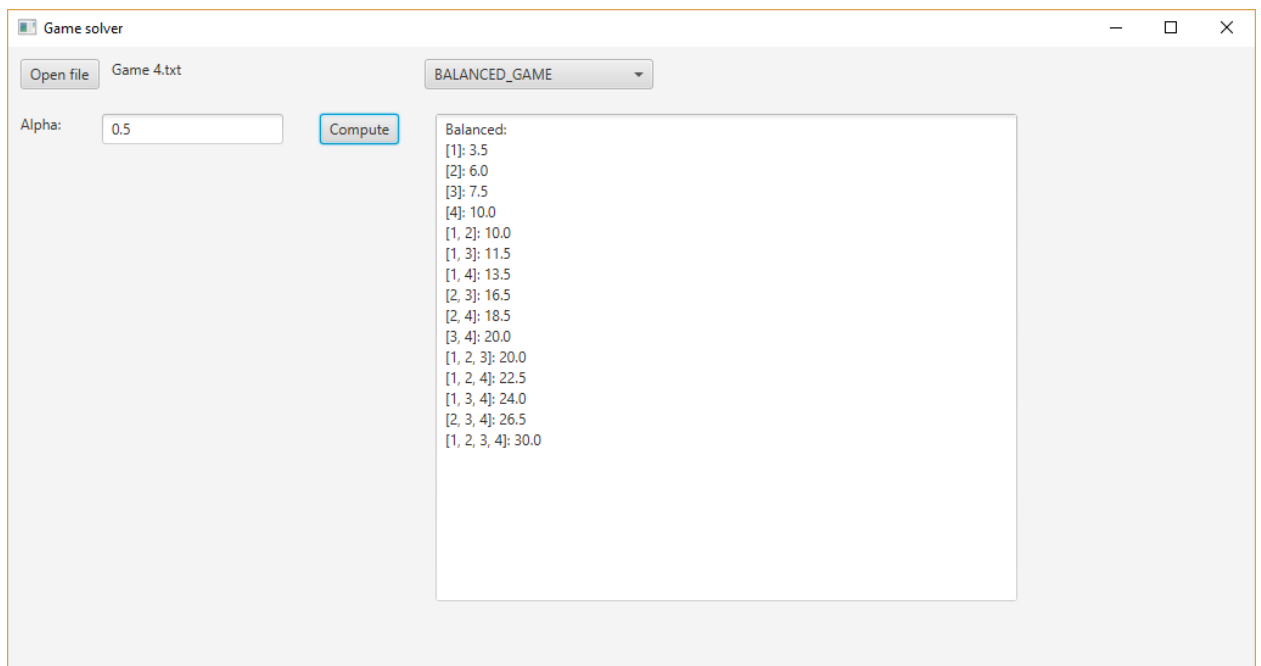 Game solver
Open file Game 4.txt BALANCED_GAME
Alpha: 0.5 Compute
Balanced:
[1]: 3.5
[2]: 6.0
[3]: 7.5
[4]: 10.0
[1, 2]: 10.0
[1, 3]: 11.5
[1, 4]: 13.5
[2, 3]: 16.5
[2, 4]: 18.5
[3, 4]: 20.0
[1, 2, 3]: 20.0
[1, 2, 4]: 22.5
[1, 3, 4]: 24.0
[2, 3, 4]: 26.5
[1, 2, 3, 4]: 30.0